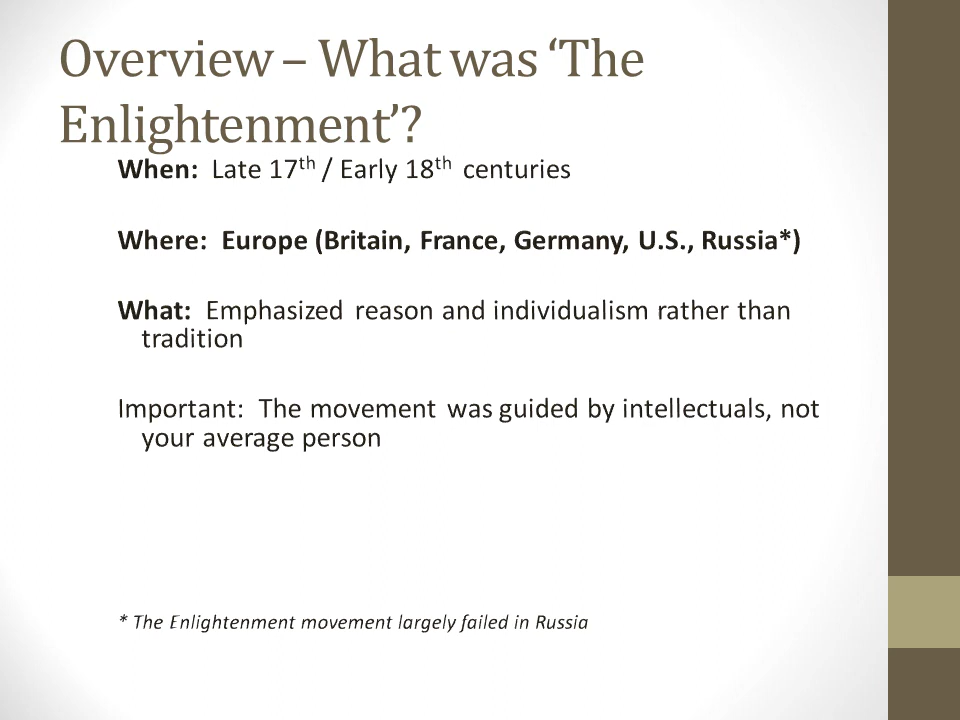 Overview – What was ‘The
Enlightenment’?
When: Late 17th / Early 18th centuries
Where: Europe (Britain, France, Germany, U.S., Russia*)
What: Emphasized reason and individualism rather than
tradition
Important: The movement was guided by intellectuals, not
your average person
* The Enlightenment movement largely failed in Russia